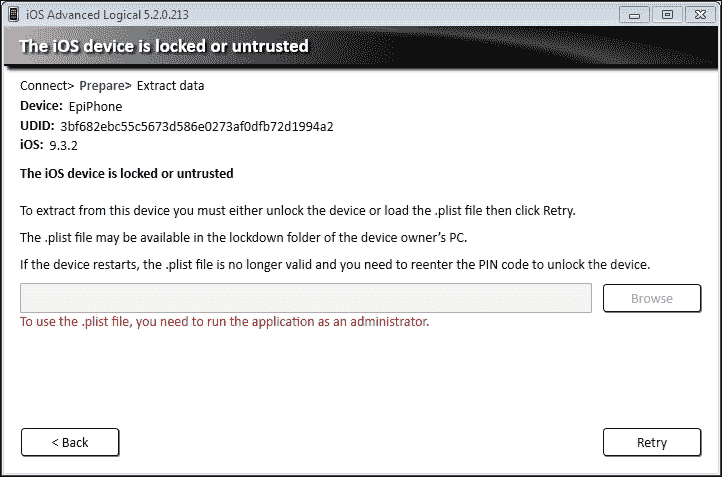 iOS Advanced Logical 5.2.0.213
The iOS device is locked or untrusted
Connect> Prepare> Extract data
Device: EpiPhone
UDID: 3bf682ebc55c5673d586e0273af0dfb72d1994a2
iOS: 9.3.2
The iOS device is locked or untrusted
To extract from this device you must either unlock the device or load the .plist file then click Retry.
The .plist file may be available in the lockdown folder of the device owner's PC.
If the device restarts, the .plist file is no longer valid and you need to reenter the PIN code to unlock the device.
Browse
To use the .plist file, you need to run the application as an administrator.
< Back
Retry